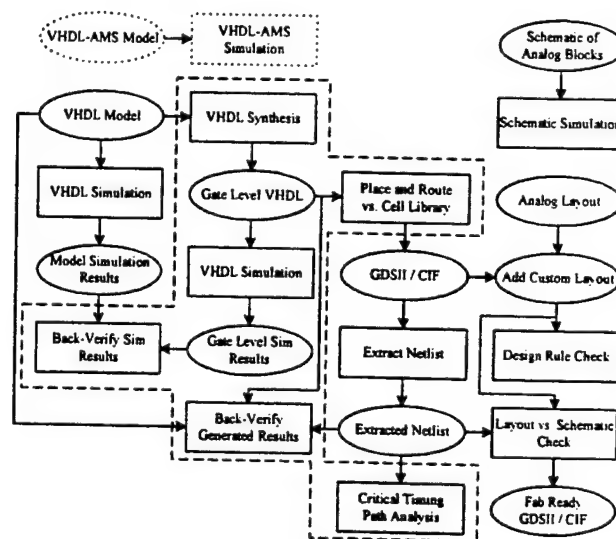 VHDL-AMS Model
VHDL-AMS
Simulation
Schematic of
Analog Blocks
VHDL Model
VHDL Synthesis
Schematic Simulation
VHDL Simulation
Gate Level VHDL
Place and Route
vs. Cell Library
Analog Layout
Model Simulation
Results
VHDL Simulation
GDSII / CIF
Add Custom Layout
Back-Verify Sim
Results
Gate Level Sim
Results
Extract Netlist
Design Rule Check
Back-Verify
Generated Results
Extracted Netlist
Layout vs Schematic
Check
Critical Timing
Path Analysis
Fab Ready
GDSII / CIF